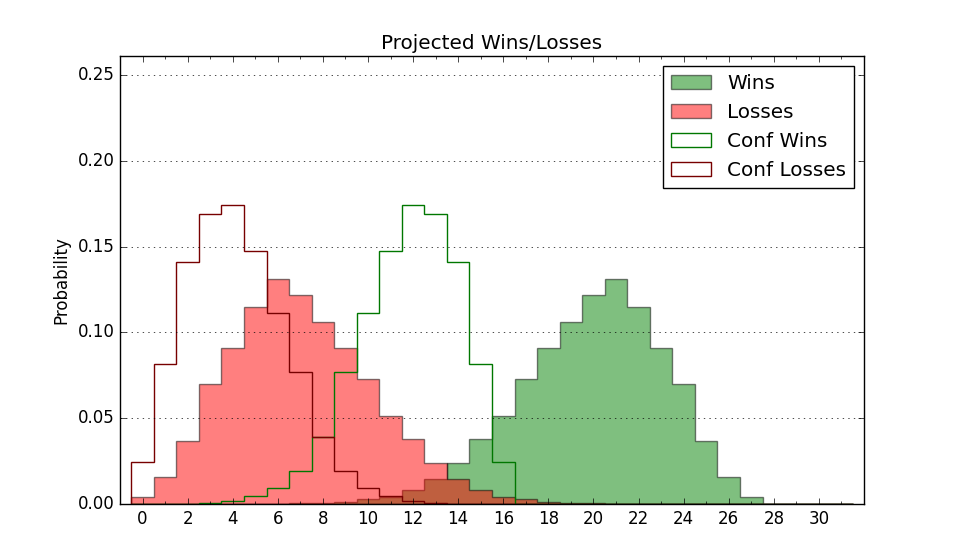 Projected Wins/Losses
0.25
0.20
0.15
0.10
0.05
0.00
Probability
Wins
Losses
Conf Wins
Conf Losses
0 2 4 6 8 10 12 14 16 18 20 22 24 26 28 30